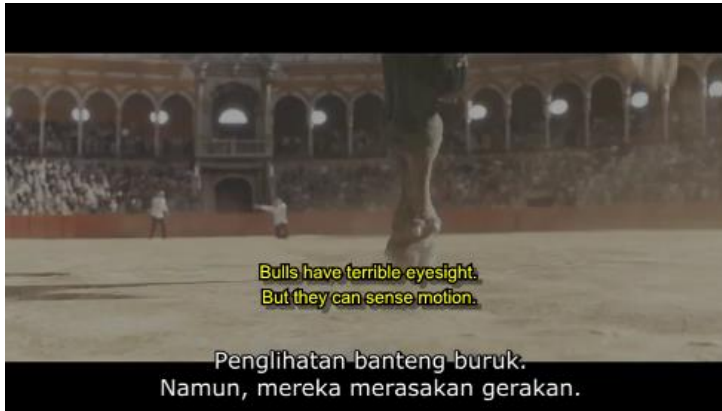 Bulls have terrible eyesight.
But they can sense motion.
Penglihatan banteng buruk.
Namun, mereka merasakan gerakan.